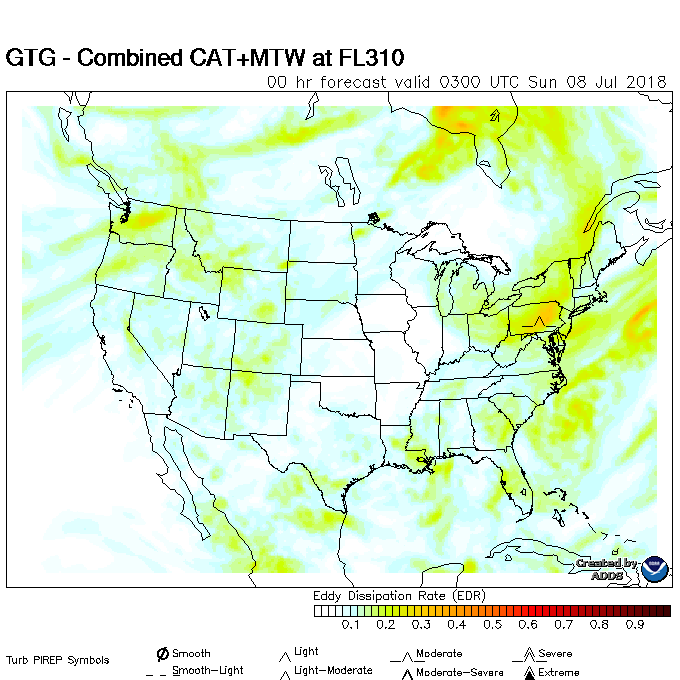 GTG - Combined CAT+MTW at FL310
00 hr forecast valid 0300 UTC Sun 08 Jul 2018
Created by
ADDS
Eddy Dissipation Rate (EDR)
0.1 0.2 0.3 0.4 0.5 0.6 0.7 0.8 0.9
Turb PIREP Symbols
Smooth Light Moderate Severe
Smooth-Light Light-Moderate Moderate-Severe Extreme